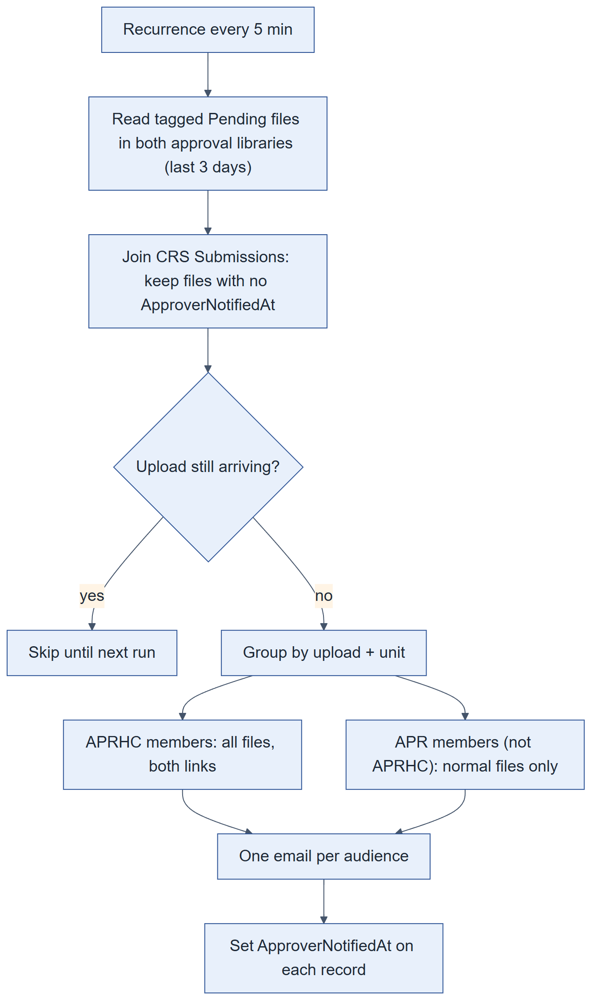 Recurrence every 5 min
Read tagged Pending files
in both approval libraries
(last 3 days)
Join CRS Submissions:
keep files with no
ApproverNotifiedAt
Upload still arriving?
yes
no
Skip until next run
Group by upload + unit
APRHC members: all files,
both links
APR members (not
APRHC): normal files only
One email per audience
Set ApproverNotifiedAt on
each record